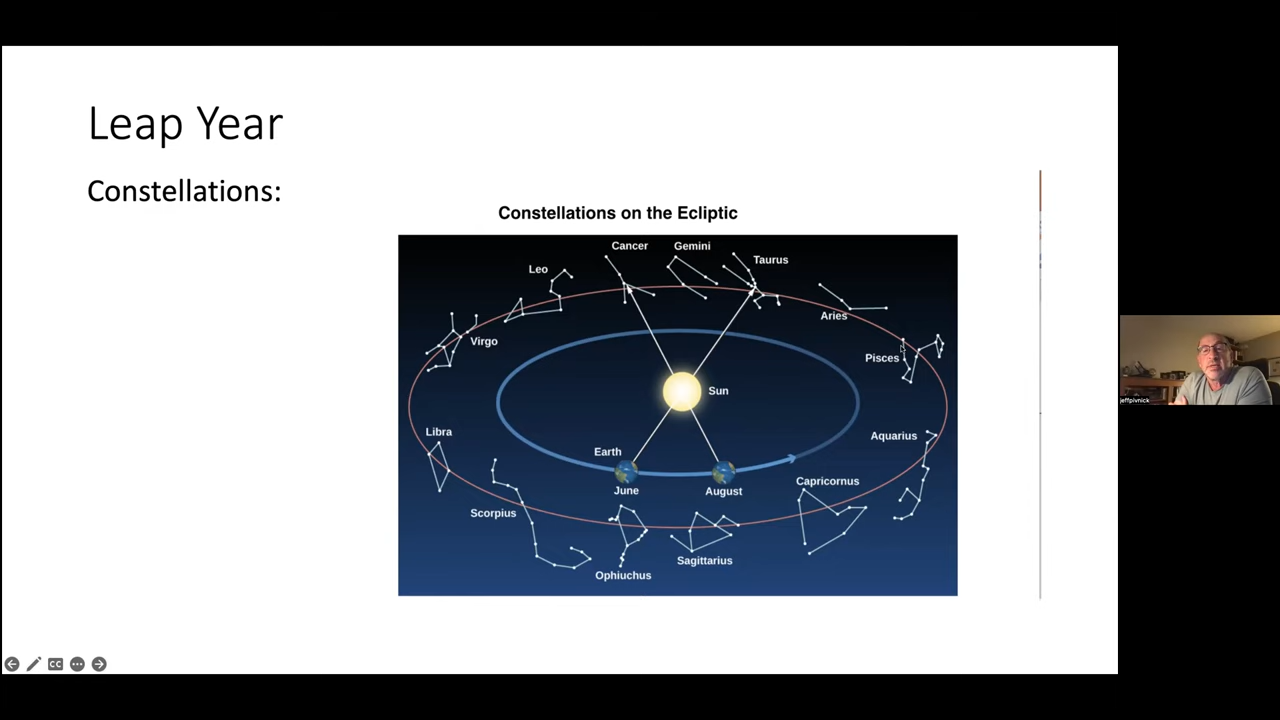 Leap Year
Constellations:
Constellations on the Ecliptic
Cancer
Gemini
Taurus
Leo
Aries
Virgo
Pisces
Sun
Libra
Aquarius
Earth
June
August
Capricornus
Scorpius
Sagittarius
Ophiuchus
CC
jeffpivnick